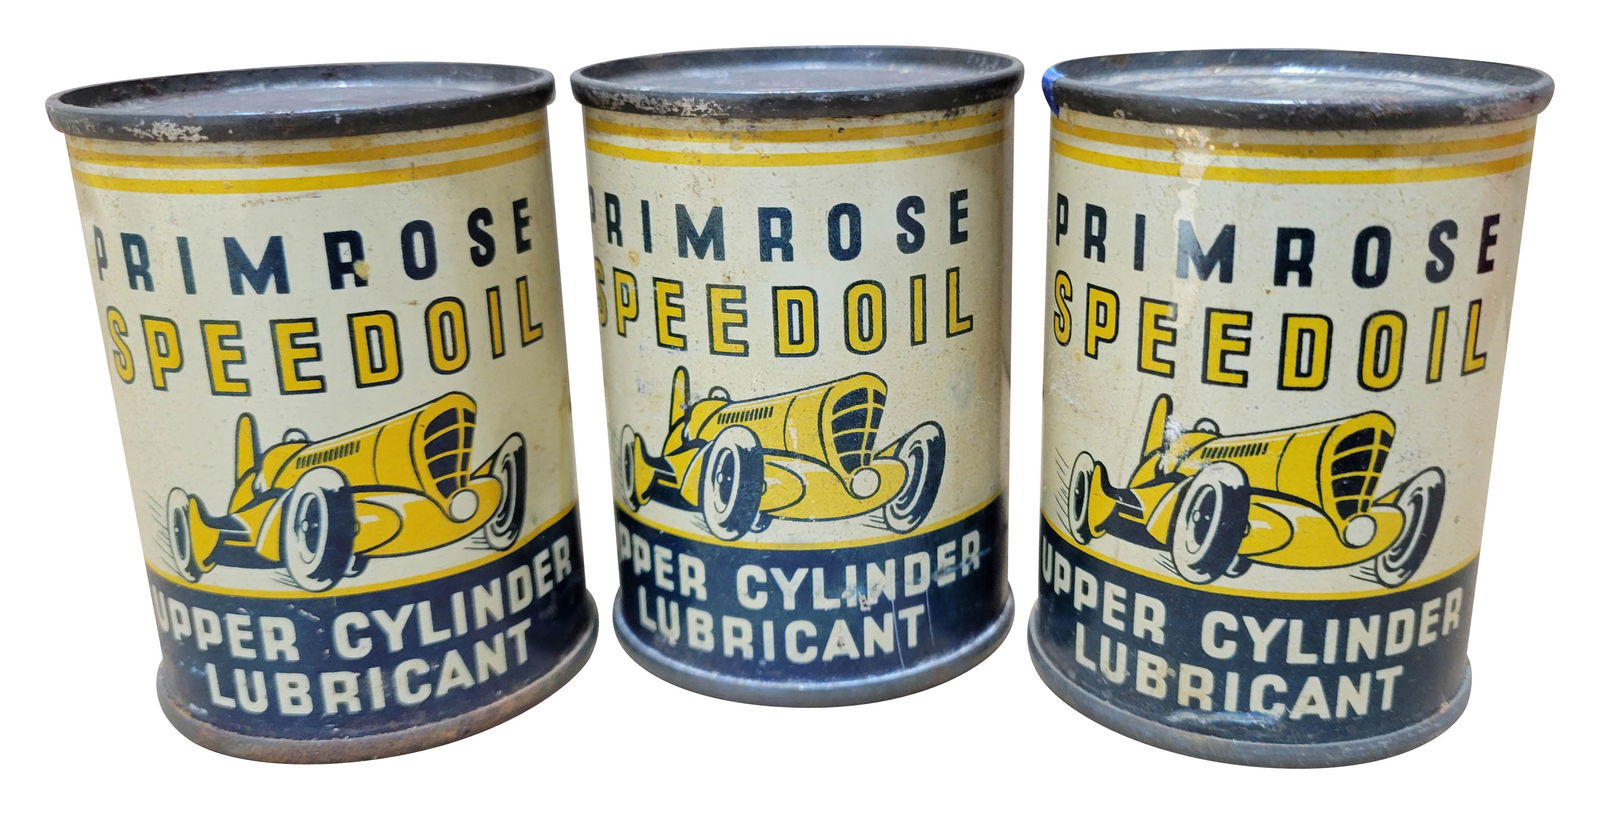 PRIMROSE
SPEEDOIL
UPPER CYLINDER
LUBRICANT
PRIMROSE
SPEEDOIL
UPPER CYLINDER
LUBRICANT
PRIMROSE
SPEEDOIL
UPPER CYLINDER
LUBRICANT